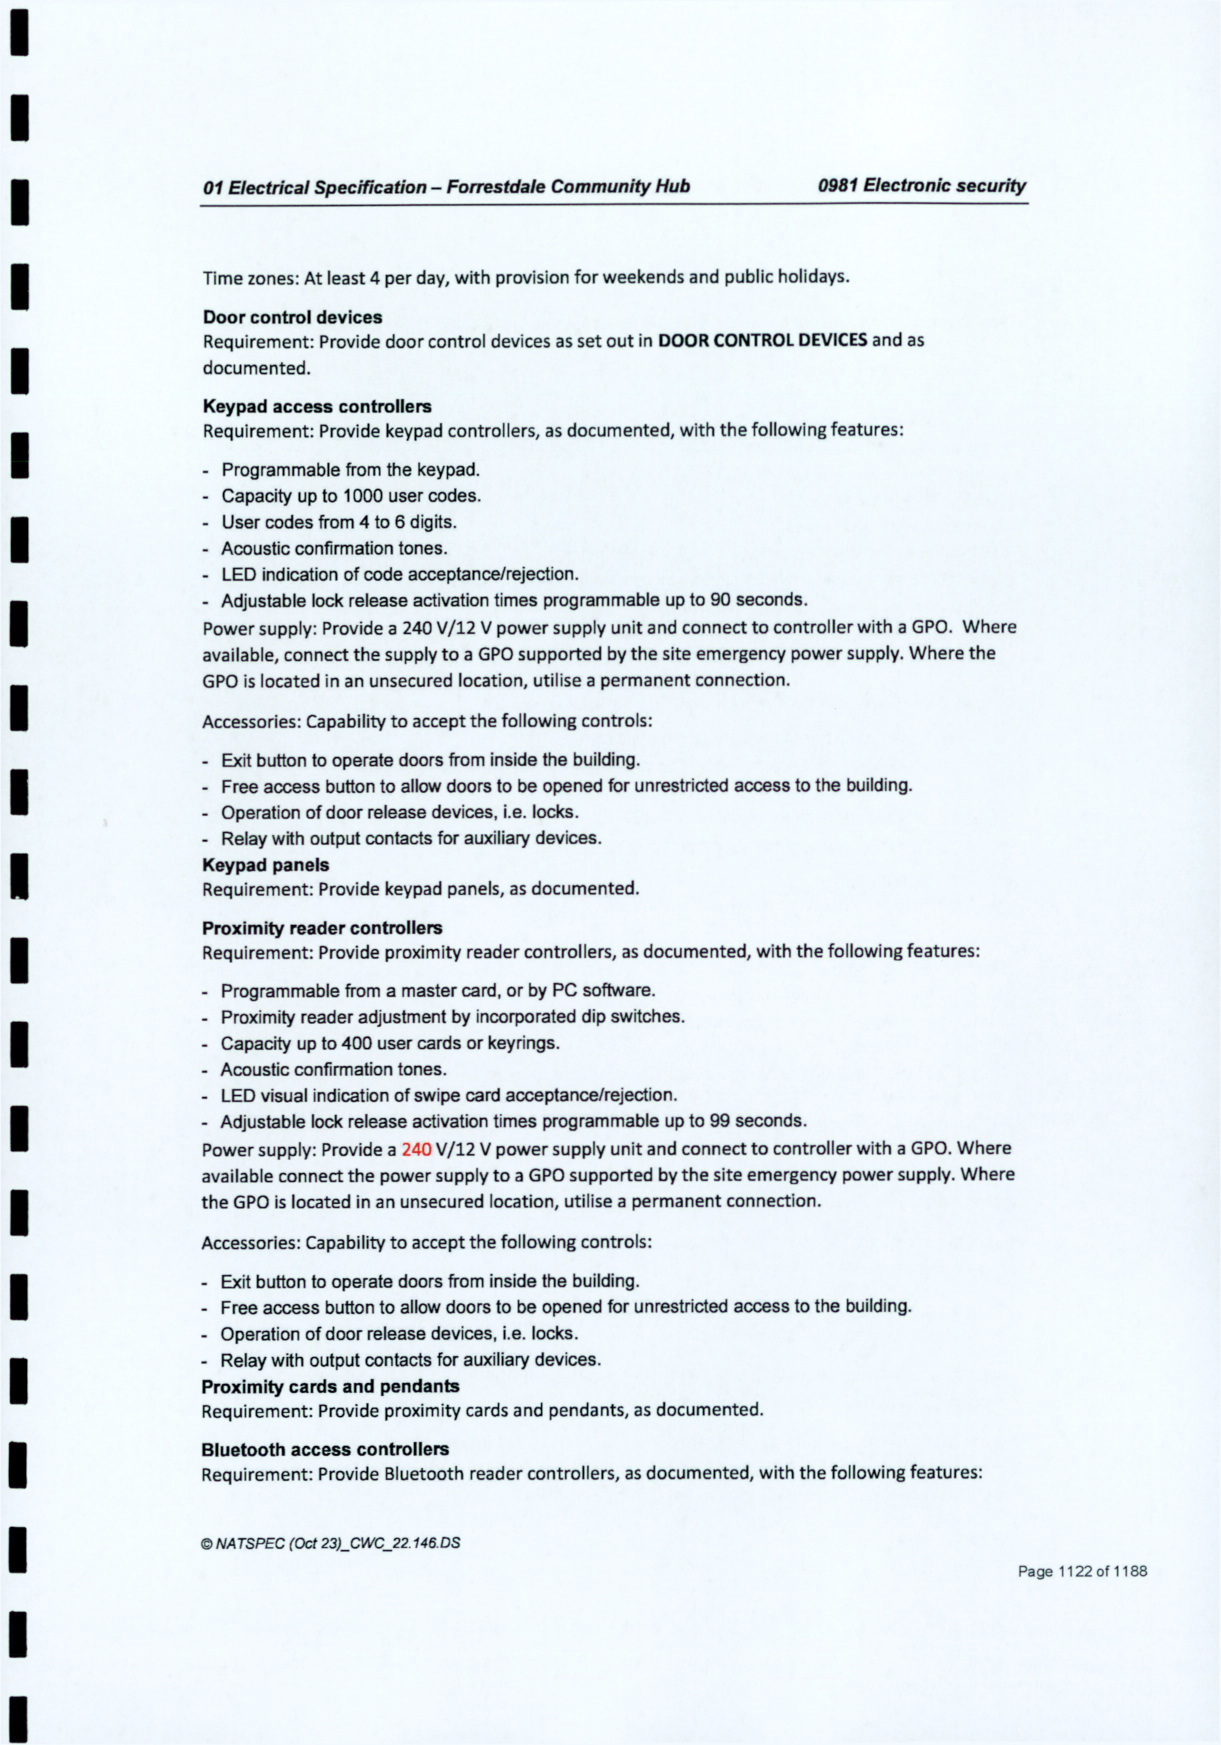 01 Electrical Specification – Forrestdale Community Hub 0981 Electronic security
Time zones: At least 4 per day, with provision for weekends and public holidays.
Door control devices
Requirement: Provide door control devices as set out in DOOR CONTROL DEVICES and as
documented.
Keypad access controllers
Requirement: Provide keypad controllers, as documented, with the following features:
- Programmable from the keypad.
- Capacity up to 1000 user codes.
- User codes from 4 to 6 digits.
- Acoustic confirmation tones.
- LED indication of code acceptance/rejection.
- Adjustable lock release activation times programmable up to 90 seconds.
Power supply: Provide a 240 V/12 V power supply unit and connect to controller with a GPO. Where
available, connect the supply to a GPO supported by the site emergency power supply. Where the
GPO is located in an unsecured location, utilise a permanent connection.
Accessories: Capability to accept the following controls:
- Exit button to operate doors from inside the building.
- Free access button to allow doors to be opened for unrestricted access to the building.
- Operation of door release devices, i.e. locks.
- Relay with output contacts for auxiliary devices.
Keypad panels
Requirement: Provide keypad panels, as documented.
Proximity reader controllers
Requirement: Provide proximity reader controllers, as documented, with the following features:
- Programmable from a master card, or by PC software.
- Proximity reader adjustment by incorporated dip switches.
- Capacity up to 400 user cards or keyrings.
- Acoustic confirmation tones.
- LED visual indication of swipe card acceptance/rejection.
- Adjustable lock release activation times programmable up to 99 seconds.
Power supply: Provide a 240 V/12 V power supply unit and connect to controller with a GPO. Where
available connect the power supply to a GPO supported by the site emergency power supply. Where
the GPO is located in an unsecured location, utilise a permanent connection.
Accessories: Capability to accept the following controls:
- Exit button to operate doors from inside the building.
- Free access button to allow doors to be opened for unrestricted access to the building.
- Operation of door release devices, i.e. locks.
- Relay with output contacts for auxiliary devices.
Proximity cards and pendants
Requirement: Provide proximity cards and pendants, as documented.
Bluetooth access controllers
Requirement: Provide Bluetooth reader controllers, as documented, with the following features:
© NATSPEC (Oct 23)_CWC_22.146.DS
Page 1122 of 1188